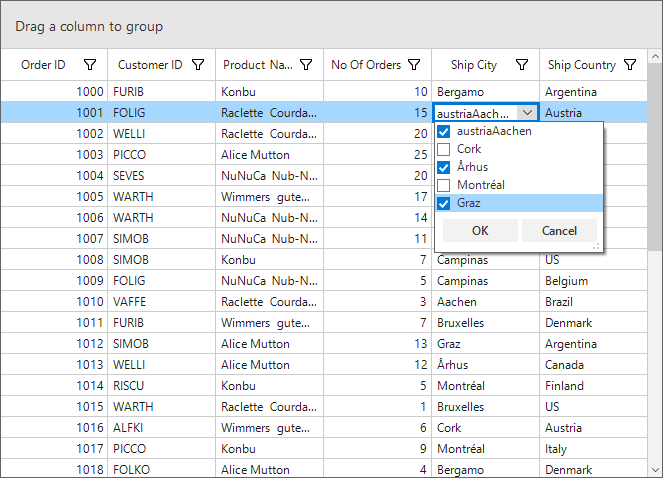 Drag a column to group
Order ID Customer ID Product Na... No Of Orders Ship City Ship Country
1000 FURIB Konbu 10 Bergamo Argentina
1001 FOLIG Raclette Courda... 15 austriaAach... Austria
1002 WELLI Raclette Courda... 20
austriaAachen
1003 PICCO Alice Mutton 25
Cork
1004 SEVES NuNuCa Nub-N... 20
Århus
1005 WARTH Wimmers gute... 17
Montréal
1006 WARTH NuNuCa Nub-N... 14
Graz
1007 SIMOB NuNuCa Nub-N... 11
OK Cancel
1008 SIMOB Konbu 7 Campinas US
1009 FOLIG NuNuCa Nub-N... 5 Campinas Belgium
1010 VAFFE Raclette Courda... 3 Aachen Brazil
1011 FURIB Wimmers gute... 7 Bruxelles Denmark
1012 SIMOB Alice Mutton 13 Graz Argentina
1013 WELLI Alice Mutton 12 Århus Canada
1014 RISCU Konbu 5 Montréal Finland
1015 WARTH Raclette Courda... 1 Bruxelles US
1016 ALFKI Wimmers gute... 6 Cork Austria
1017 PICCO Konbu 9 Montréal Italy
1018 FOLKO Alice Mutton 4 Bergamo Denmark